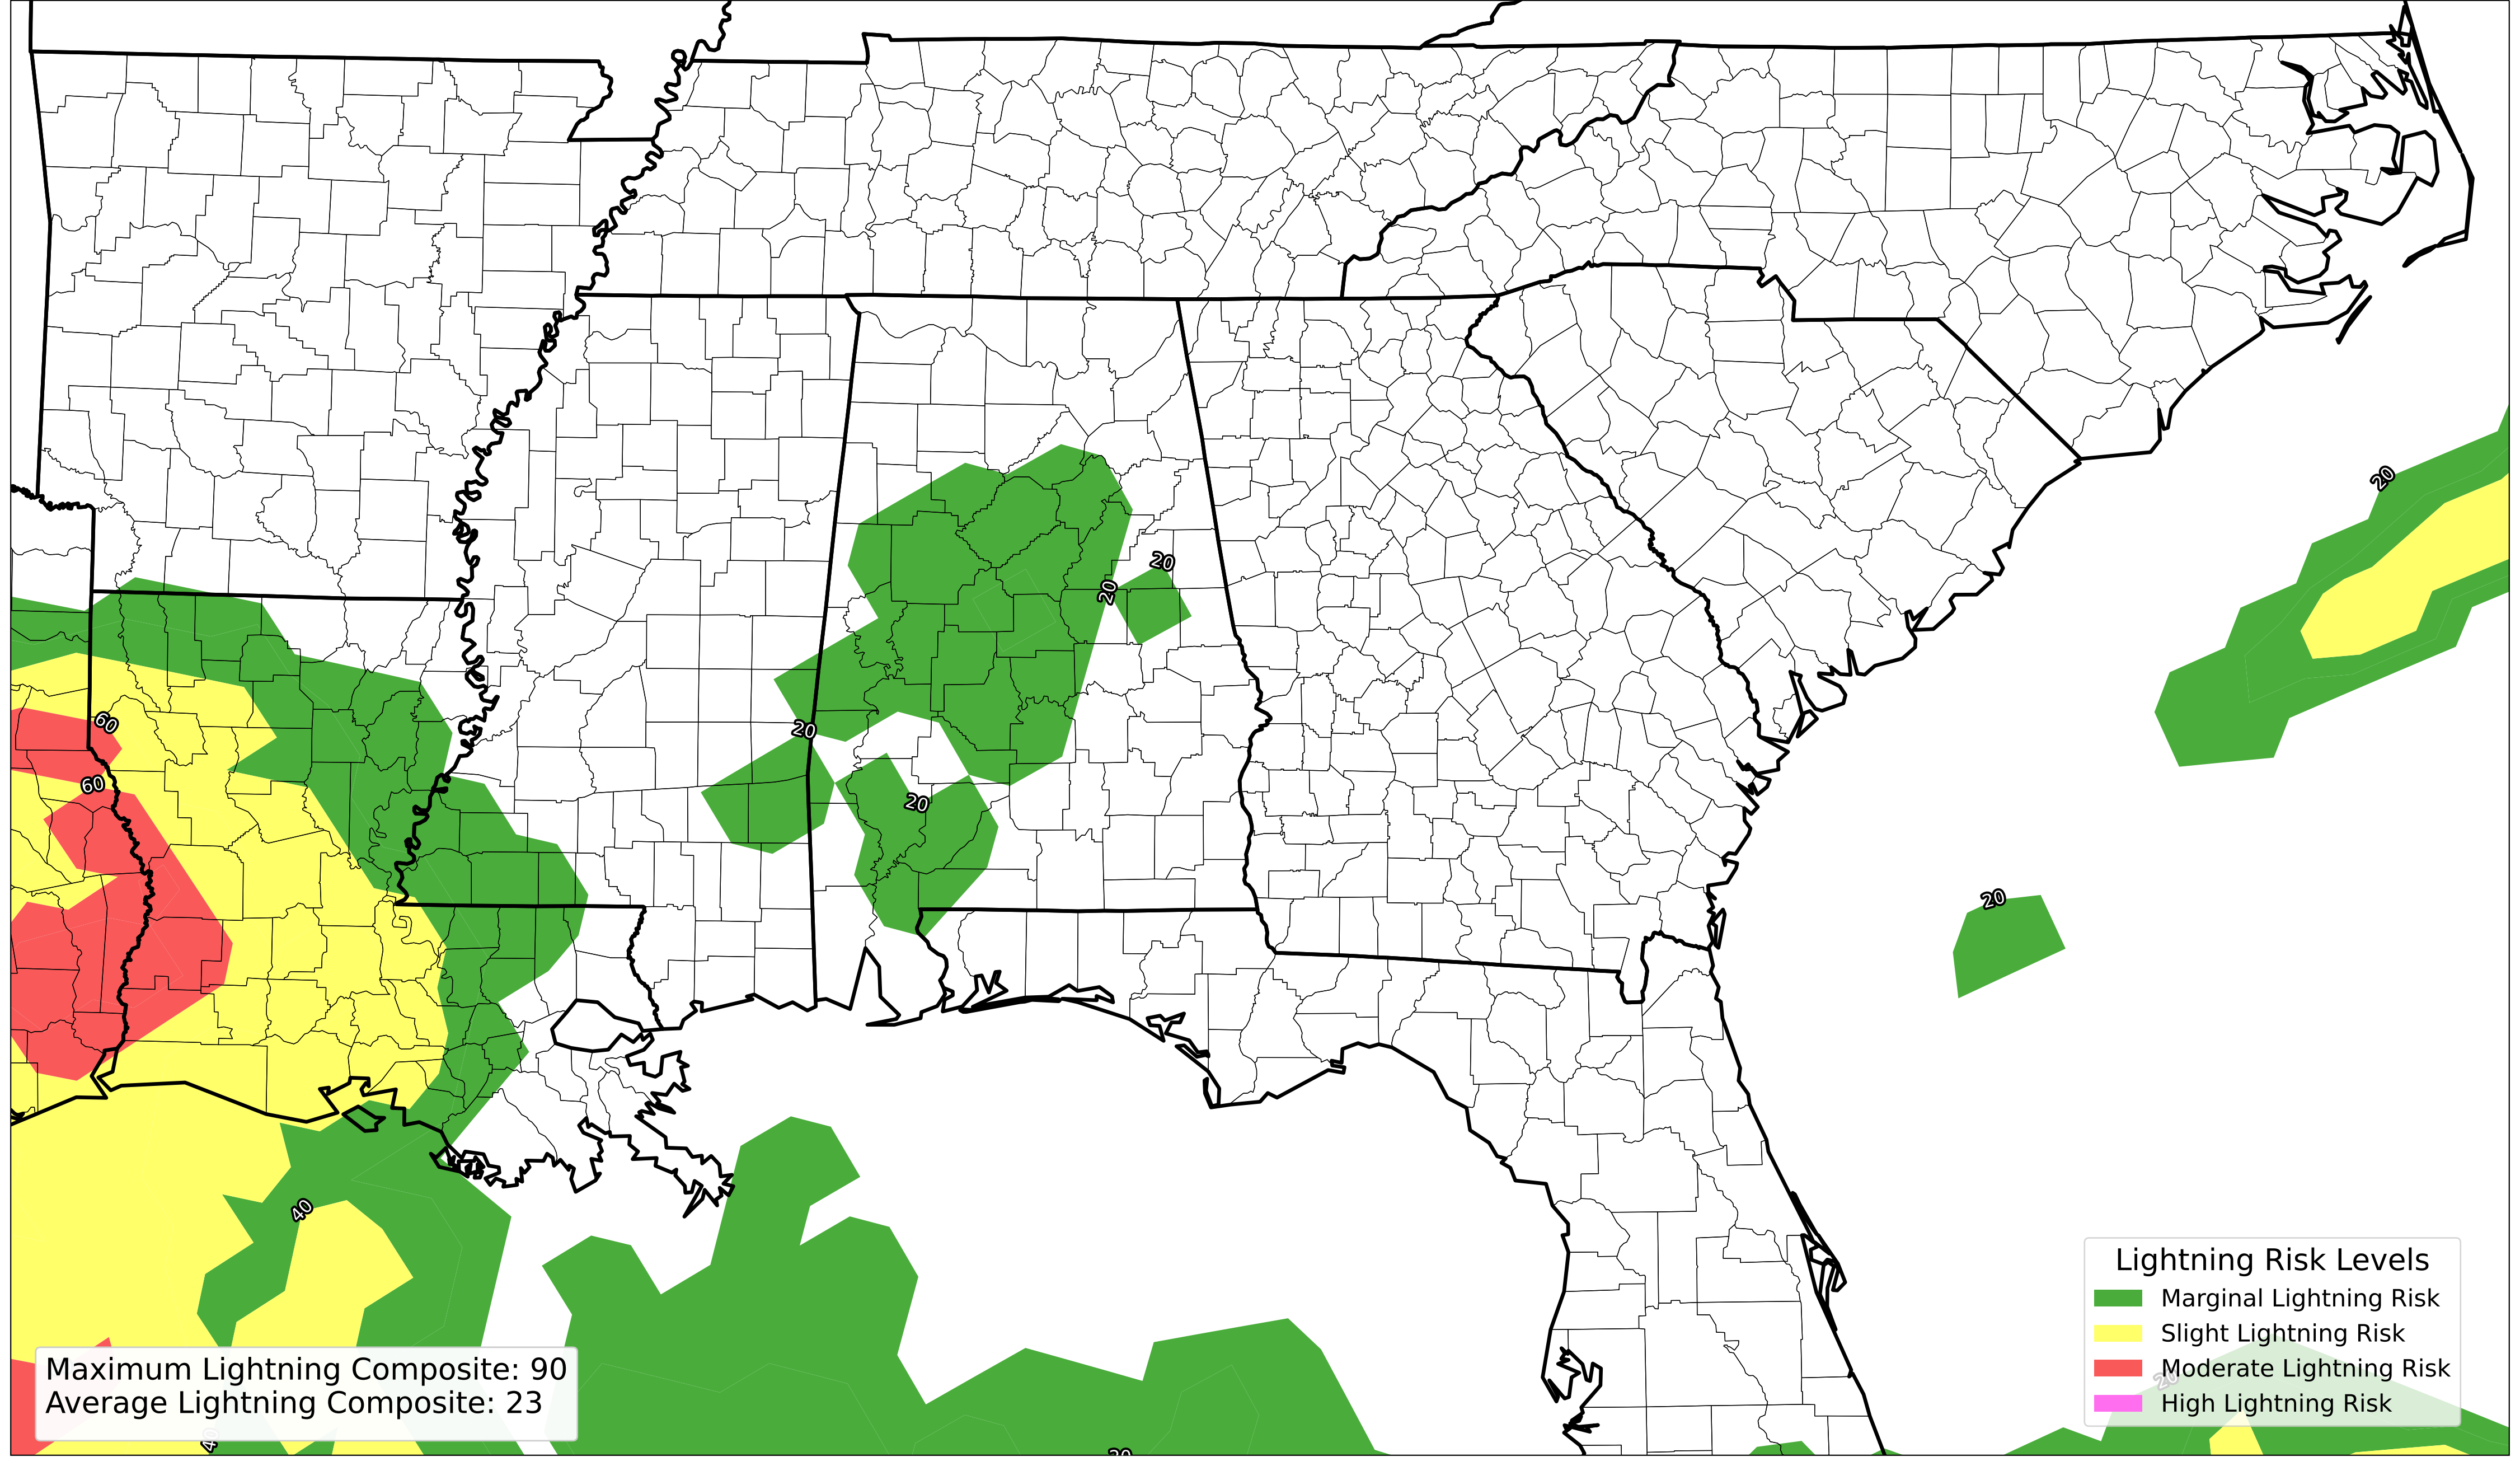 20
20
20
60
20
60
20
20
40
Lightning Risk Levels
Marginal Lightning Risk
Slight Lightning Risk
Moderate Lightning Risk
High Lightning Risk
Maximum Lightning Composite: 90
Average Lightning Composite: 23
20